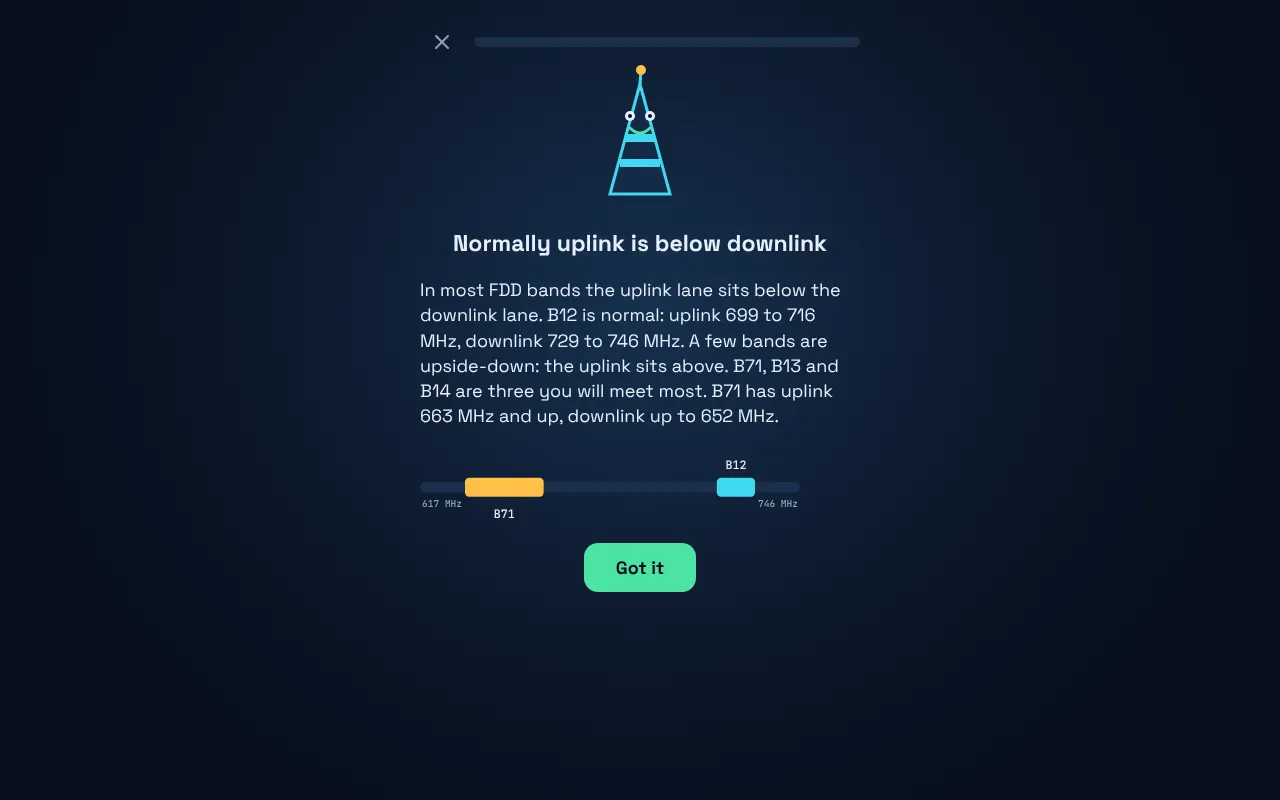 Normally uplink is below downlink
In most FDD bands the uplink lane sits below the
downlink lane. B12 is normal: uplink 699 to 716
MHz, downlink 729 to 746 MHz. A few bands are
upside-down: the uplink sits above. B71, B13 and
B14 are three you will meet most. B71 has uplink
663 MHz and up, downlink up to 652 MHz.
B12
617 MHz
746 MHz
B71
Got it